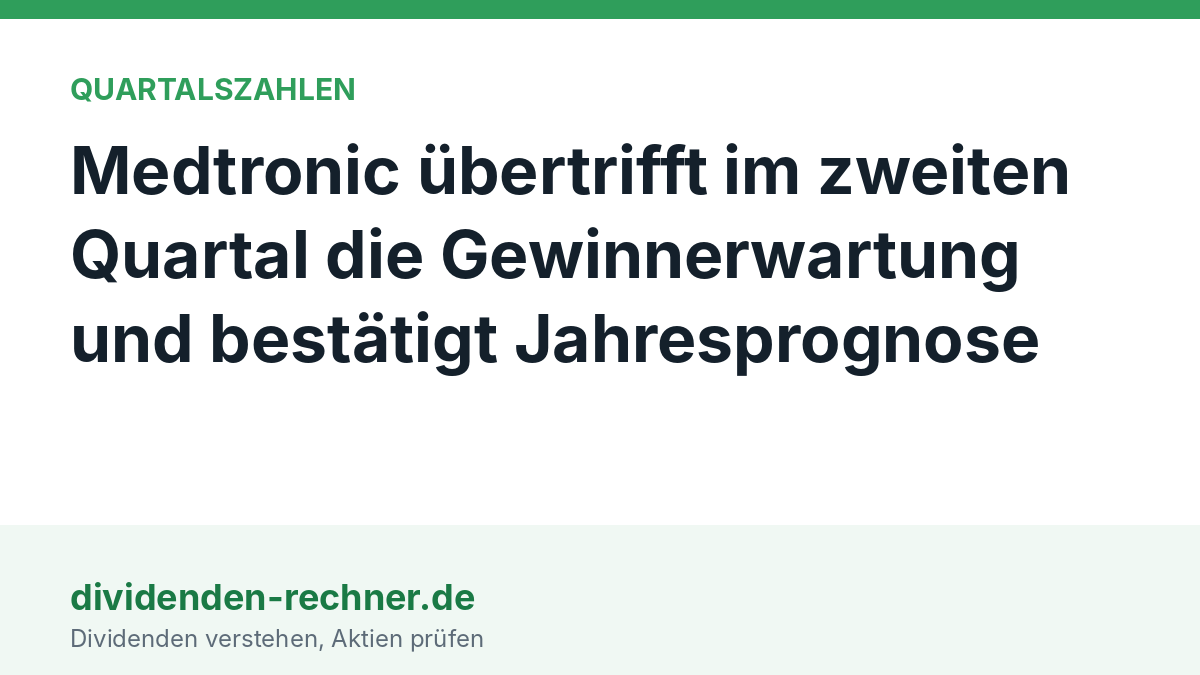 QUARTALSZAHLEN
Medtronic übertrifft im zweiten
Quartal die Gewinnerwartung
und bestätigt Jahresprognose
dividenden-rechner.de
Dividenden verstehen, Aktien prüfen